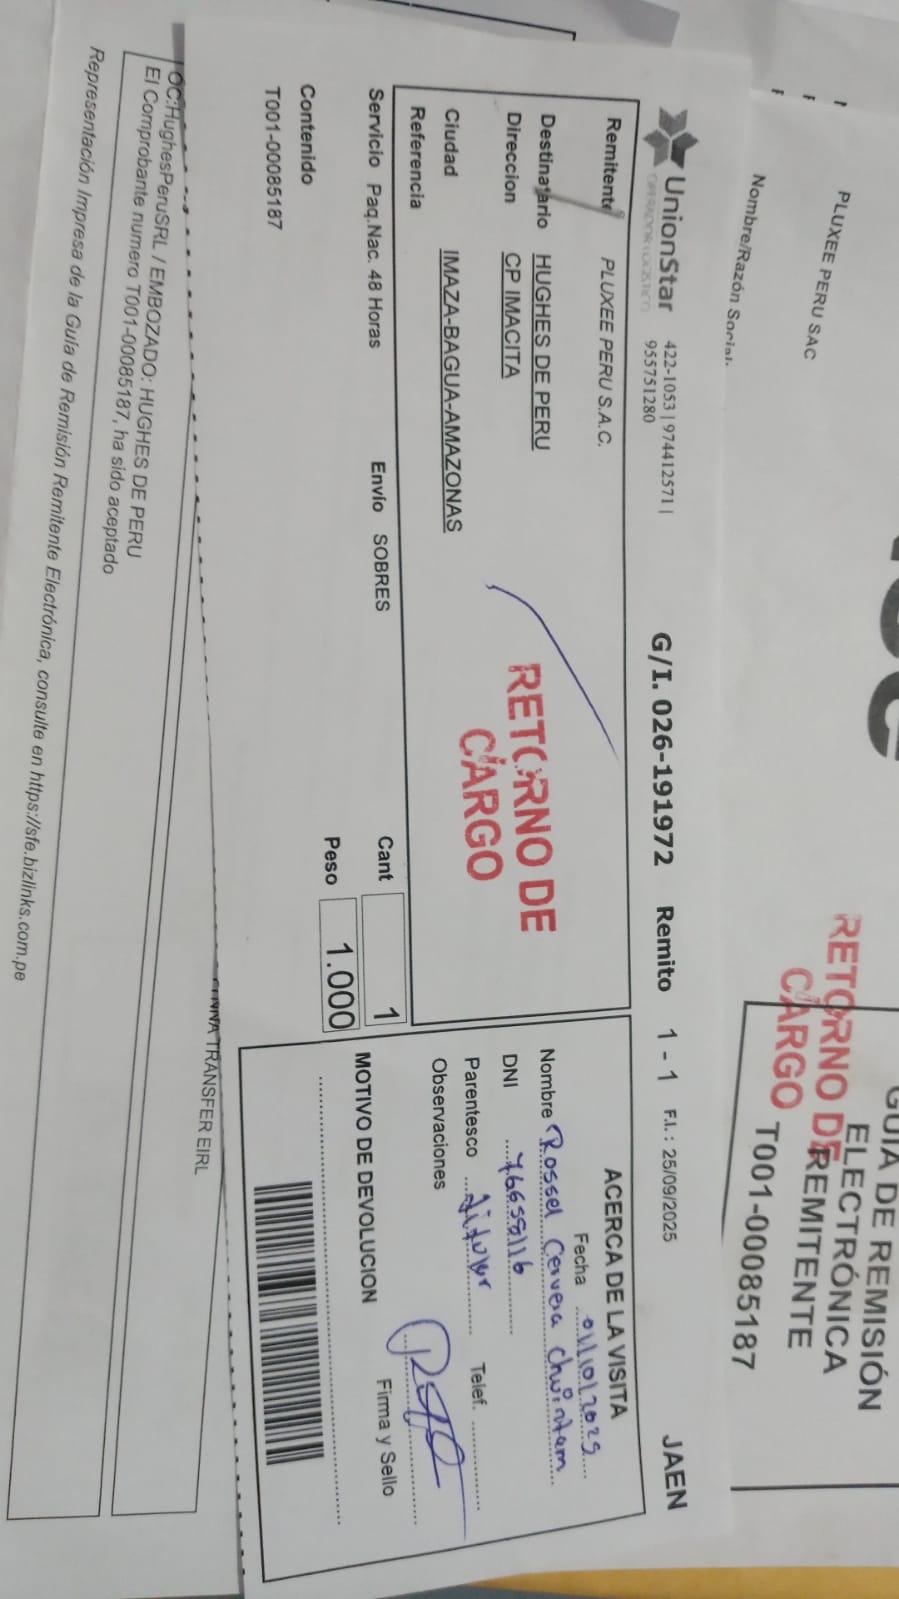 PLUXEE PERU SAC
Nombre/Razón Social:
GUÍA DE REMISIÓN
ELECTRÓNICA
REMITENTE
T001-00085187
RETORNO DE
CARGO
UnionStar
OPERADOR LOGISTICO
422-1053 | 974412571 |
955751280
G/I. 026-191972 Remito 1 - 1 F.I.: 25/09/2025 JAEN
Remitente PLUXEE PERU S.A.C.
Destinatario HUGHES DE PERU
Direccion CP IMACITA
Ciudad IMAZA-BAGUA-AMAZONAS
Referencia
RETORNO DE
CARGO
Servicio Paq.Nac. 48 Horas Envío SOBRES Cant 1
Peso 1.000
Contenido
T001-00085187
ACERCA DE LA VISITA
Fecha 01/10/2025
Nombre Rossel Cervera
DNI 76658116
Parentesco titular Telef.
Observaciones
Firma y Sello
MOTIVO DE DEVOLUCION
TRANSFER EIRL
OC:HughesPeruSRL / EMBOZADO: HUGHES DE PERU
El Comprobante numero T001-00085187, ha sido aceptado
Representación Impresa de la Guía de Remisión Remitente Electrónica, consulte en https://sfe.bizlinks.com.pe